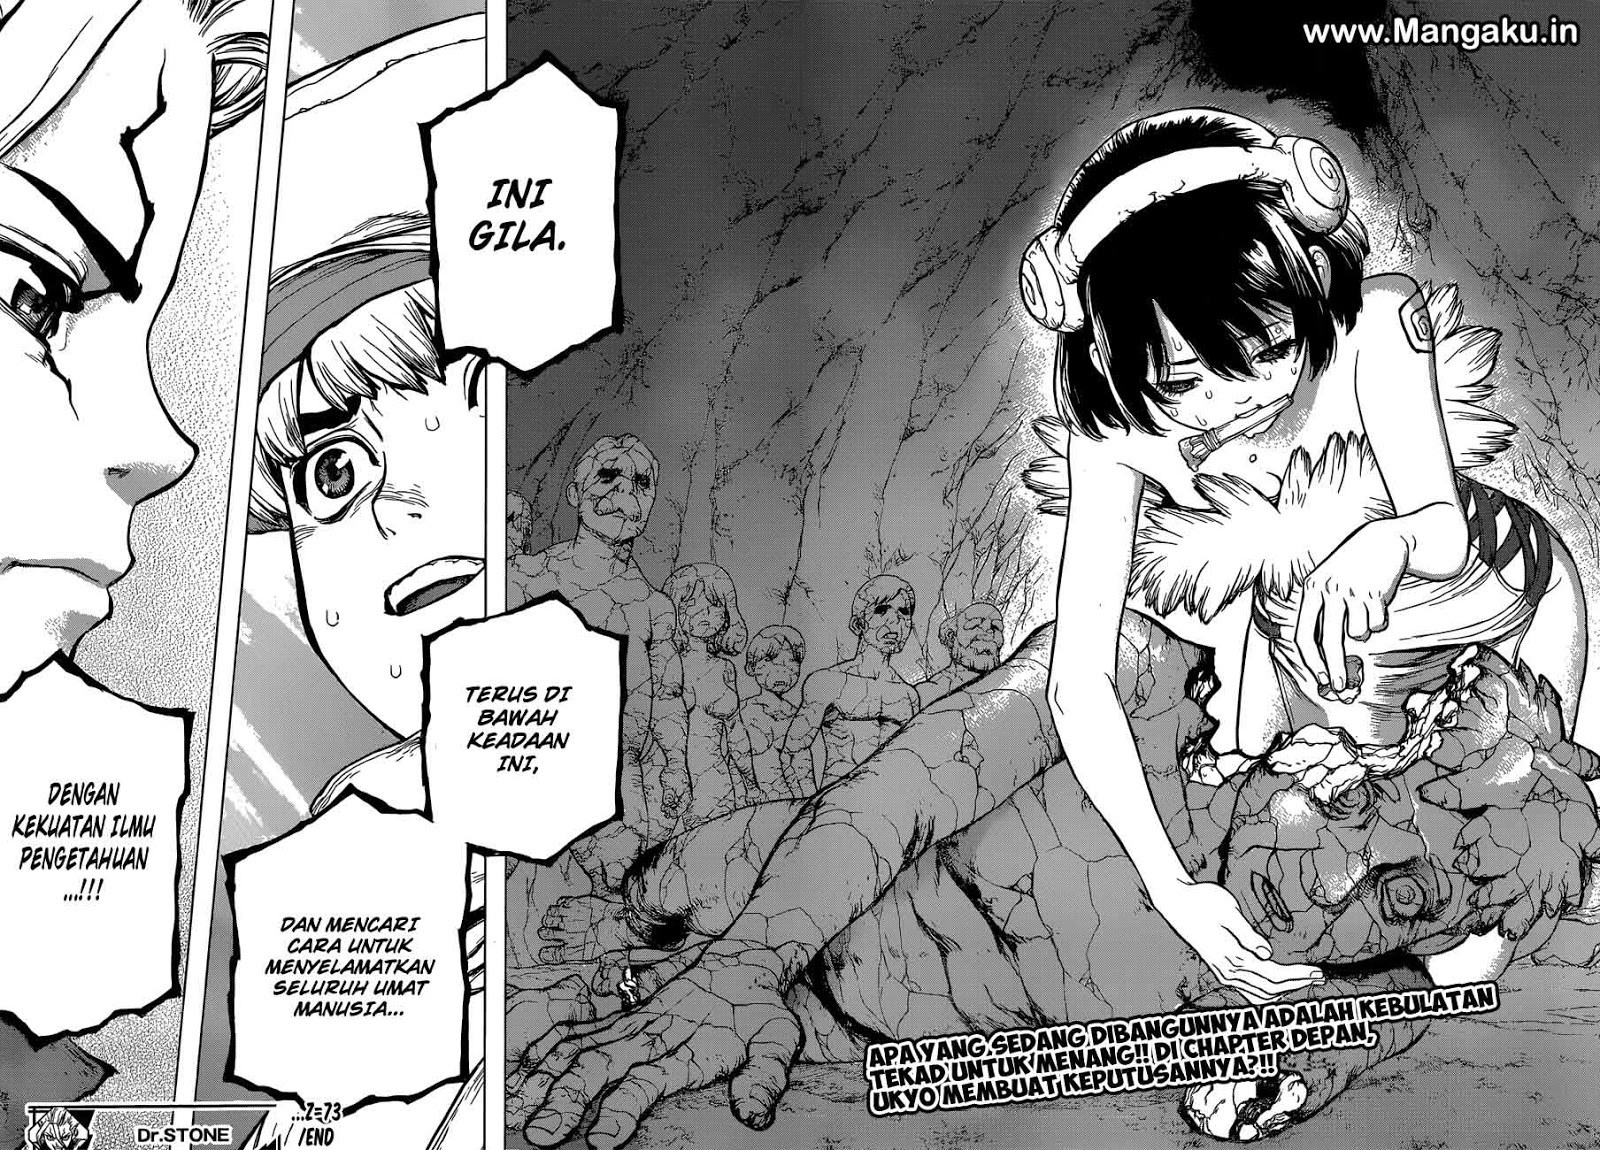 www.Mangaku.in
INI
GILA.
TERUS DI
BAWAH
KEADAAN
INI,
DAN MENCARI
CARA UNTUK
MENYELAMATKAN
SELURUH UMAT
MANUSIA...
DENGAN
KEKUATAN ILMU
PENGETAHUAN
...!!!
APA YANG SEDANG DIBANGUNNYA ADALAH KEBULATAN
TEKAD UNTUK MENANG!! DI CHAPTER DEPAN,
UKYO MEMBUAT KEPUTUSANNYA?!!
...Z=73
/END
Dr.STONE